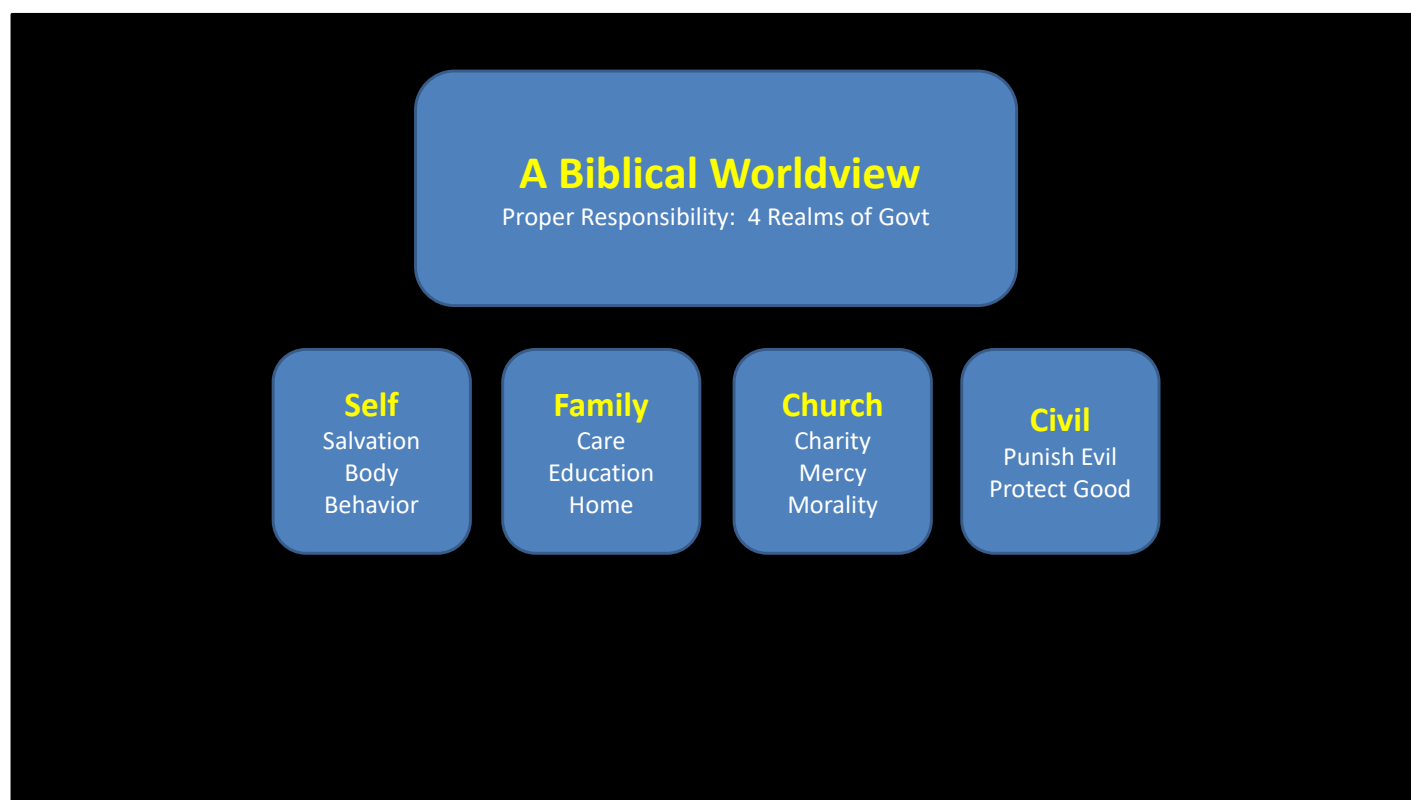 A Biblical Worldview
Proper Responsibility:  4 Realms of Govt
Self
Salvation
Body
Behavior
Family
Care
Education
Home
Church
Charity
Mercy
Morality
Civil
Punish Evil
Protect Good